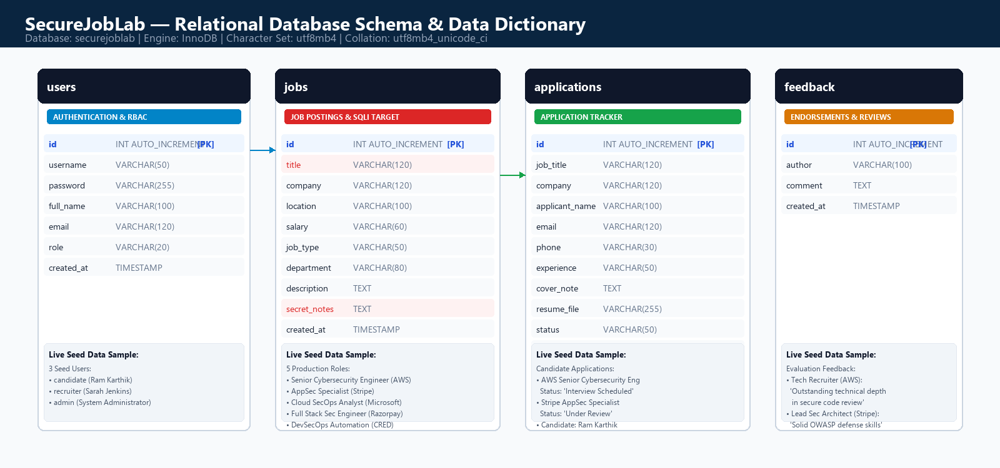 SecureJobLab — Relational Database Schema & Data Dictionary
Database: securejoblab | Engine: InnoDB | Character Set: utf8mb4 | Collation: utf8mb4_unicode_ci
users
AUTHENTICATION & RBAC
id INT AUTO_INCREMENT [PK]
username VARCHAR(50)
password VARCHAR(255)
full_name VARCHAR(100)
email VARCHAR(120)
role VARCHAR(20)
created_at TIMESTAMP
Live Seed Data Sample:
3 Seed Users:
• candidate (Ram Karthik)
• recruiter (Sarah Jenkins)
• admin (System Administrator)
jobs
JOB POSTINGS & SQLI TARGET
id INT AUTO_INCREMENT [PK]
title VARCHAR(120)
company VARCHAR(120)
location VARCHAR(100)
salary VARCHAR(60)
job_type VARCHAR(50)
department VARCHAR(80)
description TEXT
secret_notes TEXT
created_at TIMESTAMP
Live Seed Data Sample:
5 Production Roles:
• Senior Cybersecurity Engineer (AWS)
• AppSec Specialist (Stripe)
• Cloud SecOps Analyst (Microsoft)
• Full Stack Sec Engineer (Razorpay)
• DevSecOps Automation (CRED)
applications
APPLICATION TRACKER
id INT AUTO_INCREMENT [PK]
job_title VARCHAR(120)
company VARCHAR(120)
applicant_name VARCHAR(100)
email VARCHAR(120)
phone VARCHAR(30)
experience VARCHAR(50)
cover_note TEXT
resume_file VARCHAR(255)
status VARCHAR(50)
Live Seed Data Sample:
Candidate Applications:
• AWS Senior Cybersecurity Eng
Status: 'Interview Scheduled'
• Stripe AppSec Specialist
Status: 'Under Review'
• Candidate: Ram Karthik
feedback
ENDORSEMENTS & REVIEWS
id INT AUTO_INCREMENT [PK]
author VARCHAR(100)
comment TEXT
created_at TIMESTAMP
Live Seed Data Sample:
Evaluation Feedback:
• Tech Recruiter (AWS):
'Outstanding technical depth
in secure code review'
• Lead Sec Architect (Stripe):
'Solid OWASP defense skills'